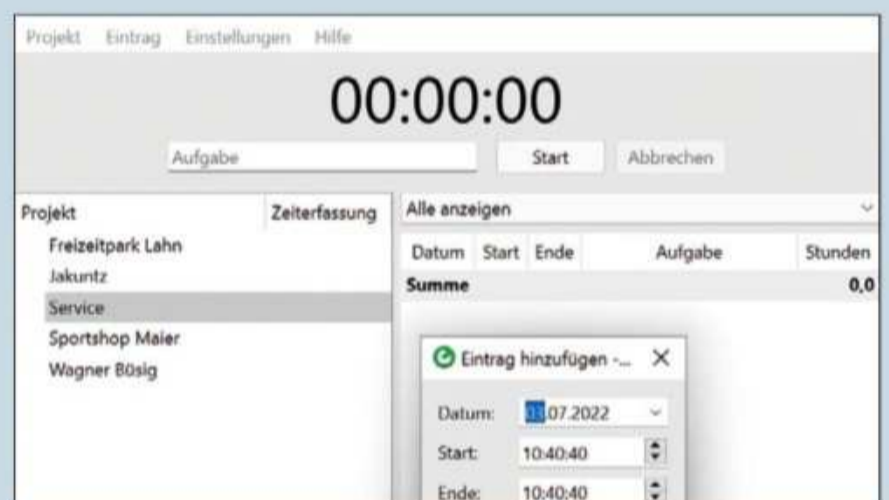 Projekt Eintrag Einstellungen Hilfe
00:00:00
Aufgabe Start Abbrechen
Projekt Zeiterfassung
Alle anzeigen
Freizeitpark Lahn
Jakuntz
Service
Sportshop Maier
Wagner Büsig
Datum Start Ende Aufgabe Stunden
Summe 0,0
Eintrag hinzufügen -...
Datum: 03.07.2022
Start: 10:40:40
Ende: 10:40:40